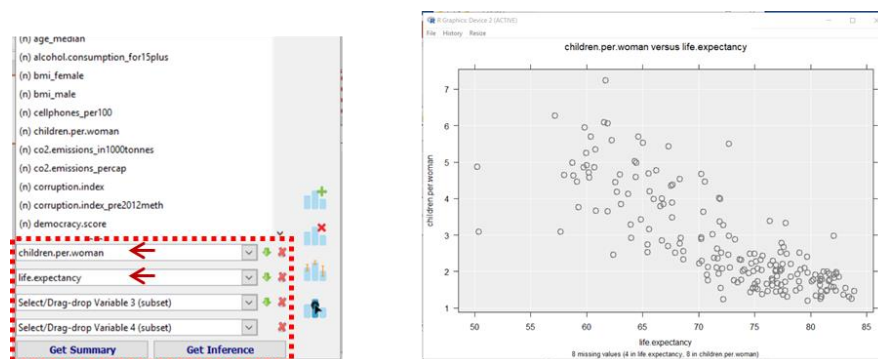 (n) age_median
(n) alcohol.consumption_for15plus
(n) bmi_female
(n) bmi_male
(n) cellphones_per100
(n) children.per.woman
(n) co2.emissions_in1000tonnes
(n) co2.emissions_percap
(n) corruption.index
(n) corruption.index_pre2012meth
(n) democracy.score
children.per.woman
life.expectancy
Select/Drag-drop Variable 3 (subset)
Select/Drag-drop Variable 4 (subset)
Get Summary Get Inference
R Graphics Device 2 (ACTIVE)
File History Resize
children.per.woman versus life.expectancy
7
6
5
4
3
2
1
children.per.woman
50 55 60 65 70 75 80 85
life.expectancy
8 missing values (4 in life.expectancy, 8 in children.per.woman)